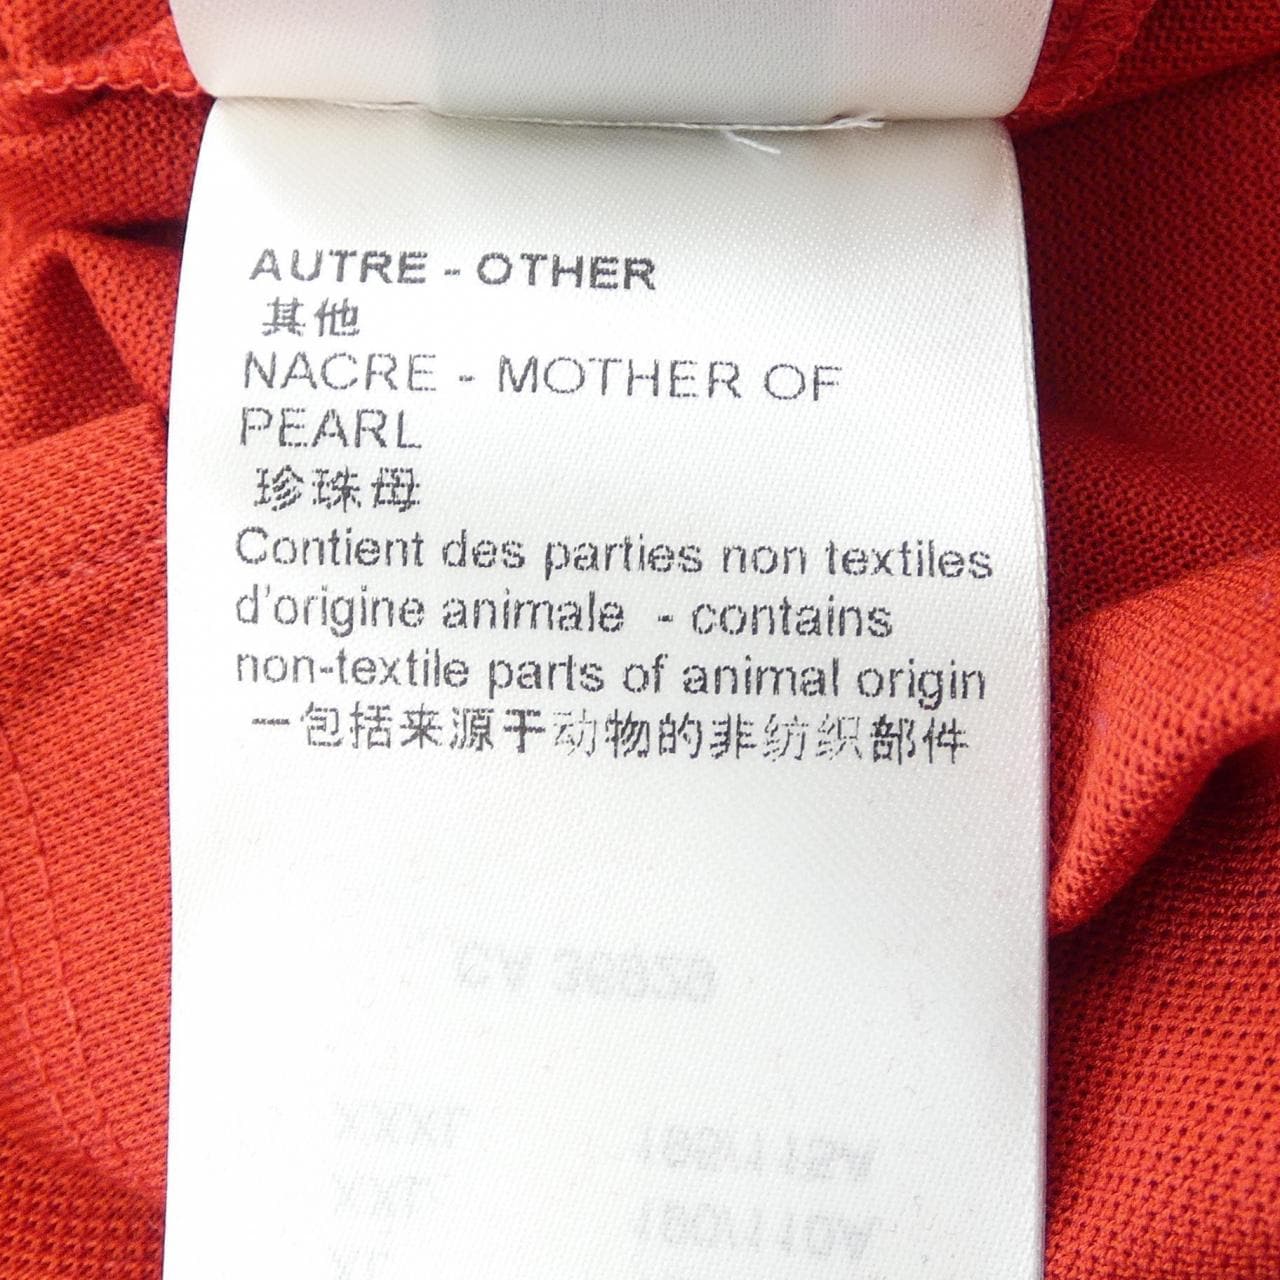 AUTRE - OTHER
其他
NACRE - MOTHER OF
PEARL
珍珠母
Contient des parties non textiles
d'origine animale - contains
non-textile parts of animal origin
一包括来源于动物的非纺织部件
XXXL
XXL